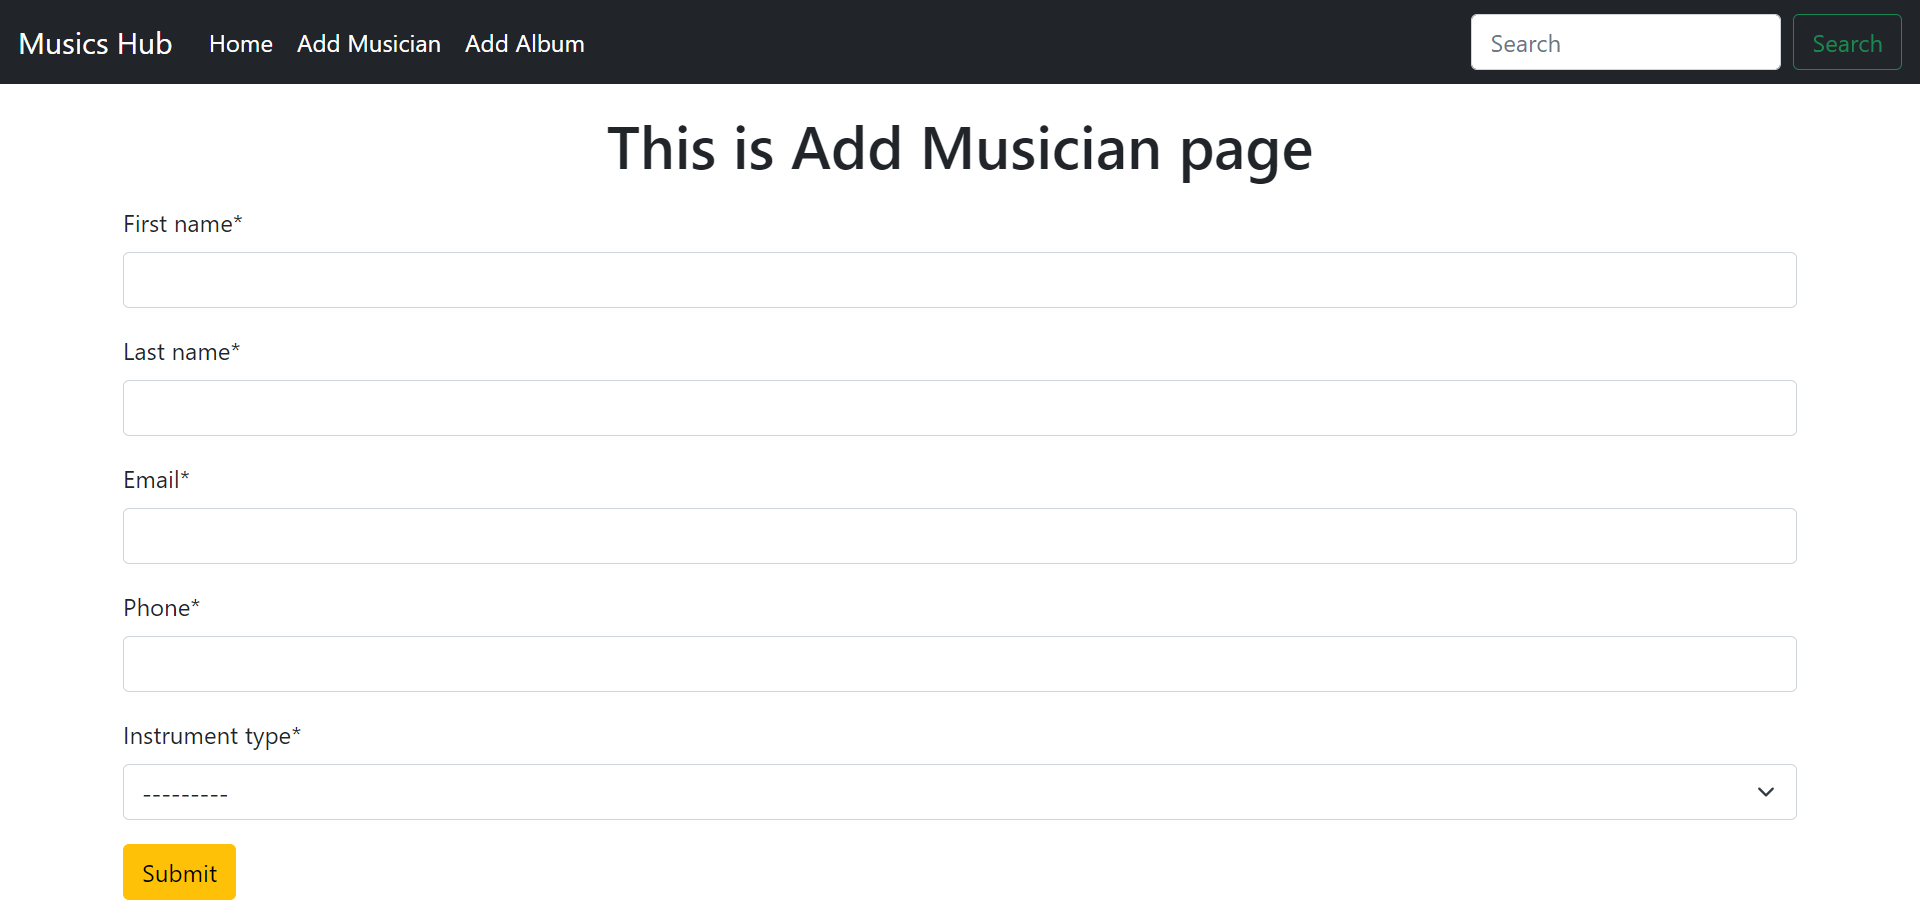 Musics Hub Home Add Musician Add Album Search Search
This is Add Musician page
First name*
Last name*
Email*
Phone*
Instrument type*
---------
Submit